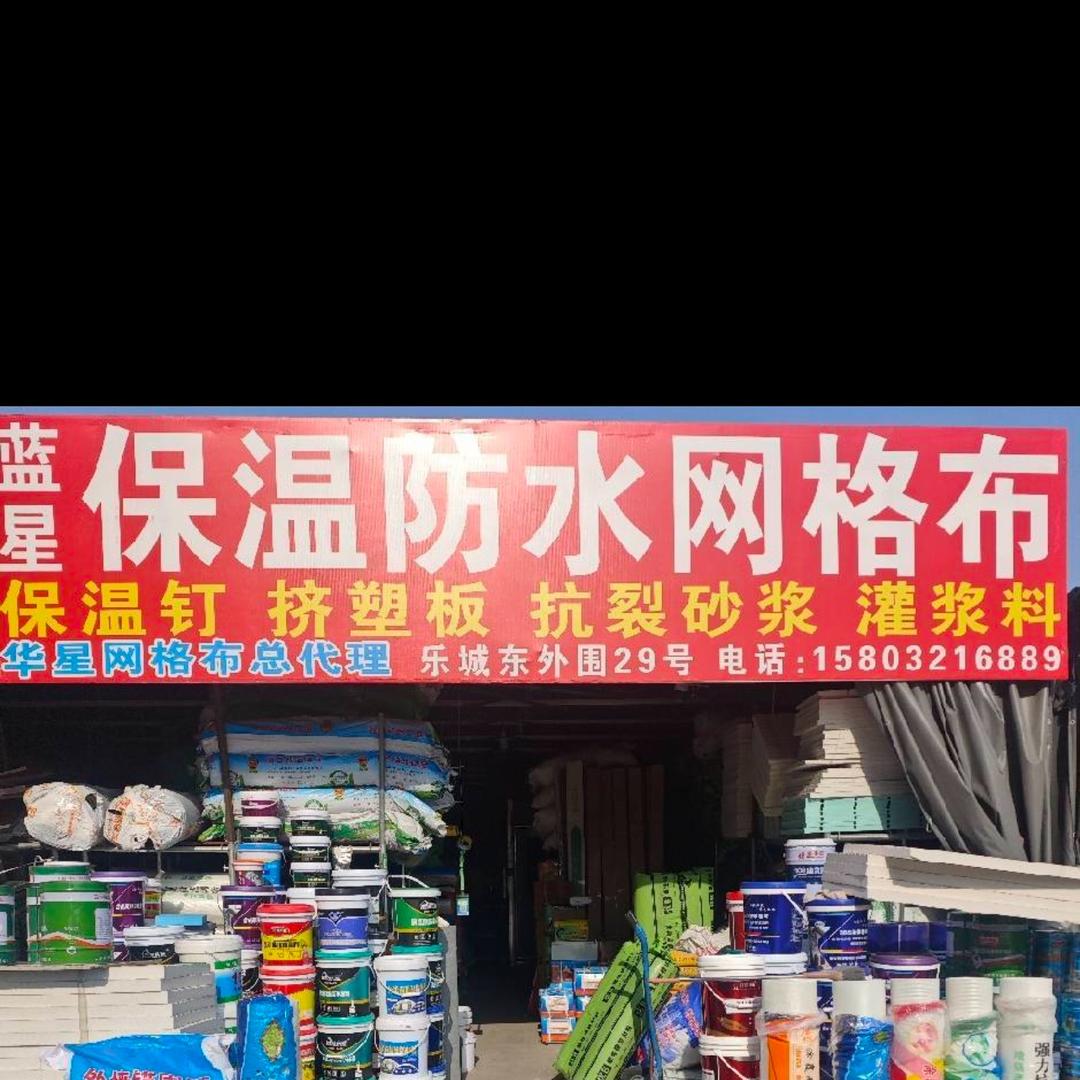 蓝星 保温防水网格布
保温钉 挤塑板 抗裂砂浆 灌浆料
华星网格布总代理 乐城东外围29号 电话:15803216889
强力